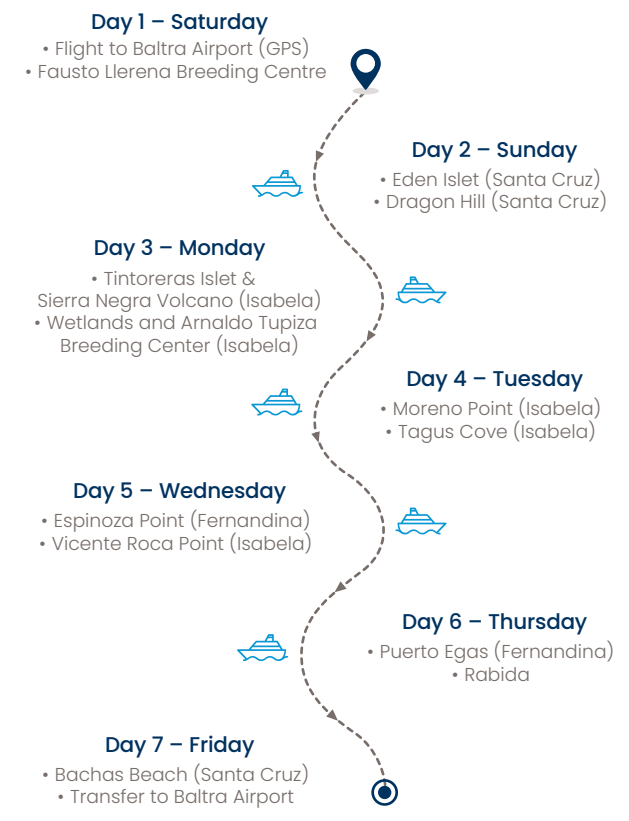 Day 1 – Saturday
• Flight to Baltra Airport (GPS)
• Fausto Llerena Breeding Centre
Day 2 – Sunday
• Eden Islet (Santa Cruz)
• Dragon Hill (Santa Cruz)
Day 3 – Monday
• Tintoreras Islet &
Sierra Negra Volcano (Isabela)
• Wetlands and Arnaldo Tupiza
Breeding Center (Isabela)
Day 4 – Tuesday
• Moreno Point (Isabela)
• Tagus Cove (Isabela)
Day 5 – Wednesday
• Espinoza Point (Fernandina)
• Vicente Roca Point (Isabela)
Day 6 – Thursday
• Puerto Egas (Fernandina)
• Rabida
Day 7 – Friday
• Bachas Beach (Santa Cruz)
• Transfer to Baltra Airport